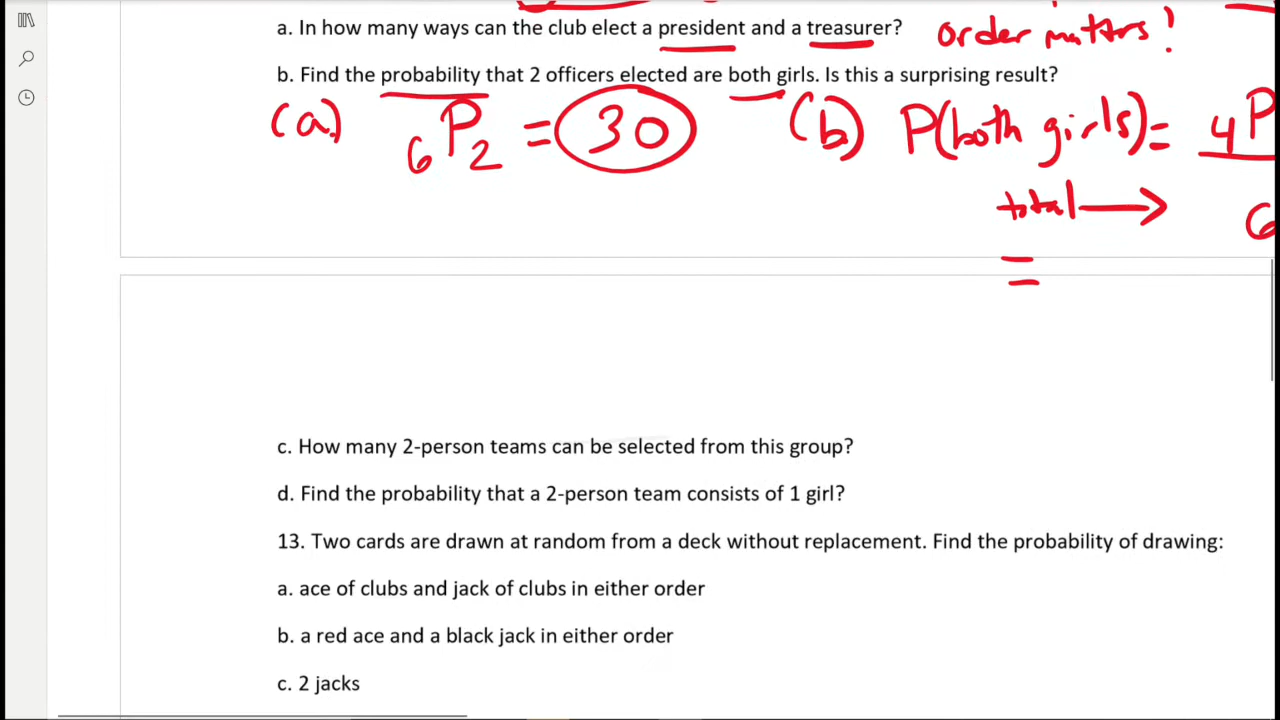 a. In how many ways can the club elect a president and a treasurer? order matters!
b. Find the probability that 2 officers elected are both girls. Is this a surprising result?
(a) 6P2 = 30 (b) P(both girls) = 4P
total → 6
=
c. How many 2-person teams can be selected from this group?
d. Find the probability that a 2-person team consists of 1 girl?
13. Two cards are drawn at random from a deck without replacement. Find the probability of drawing:
a. ace of clubs and jack of clubs in either order
b. a red ace and a black jack in either order
c. 2 jacks